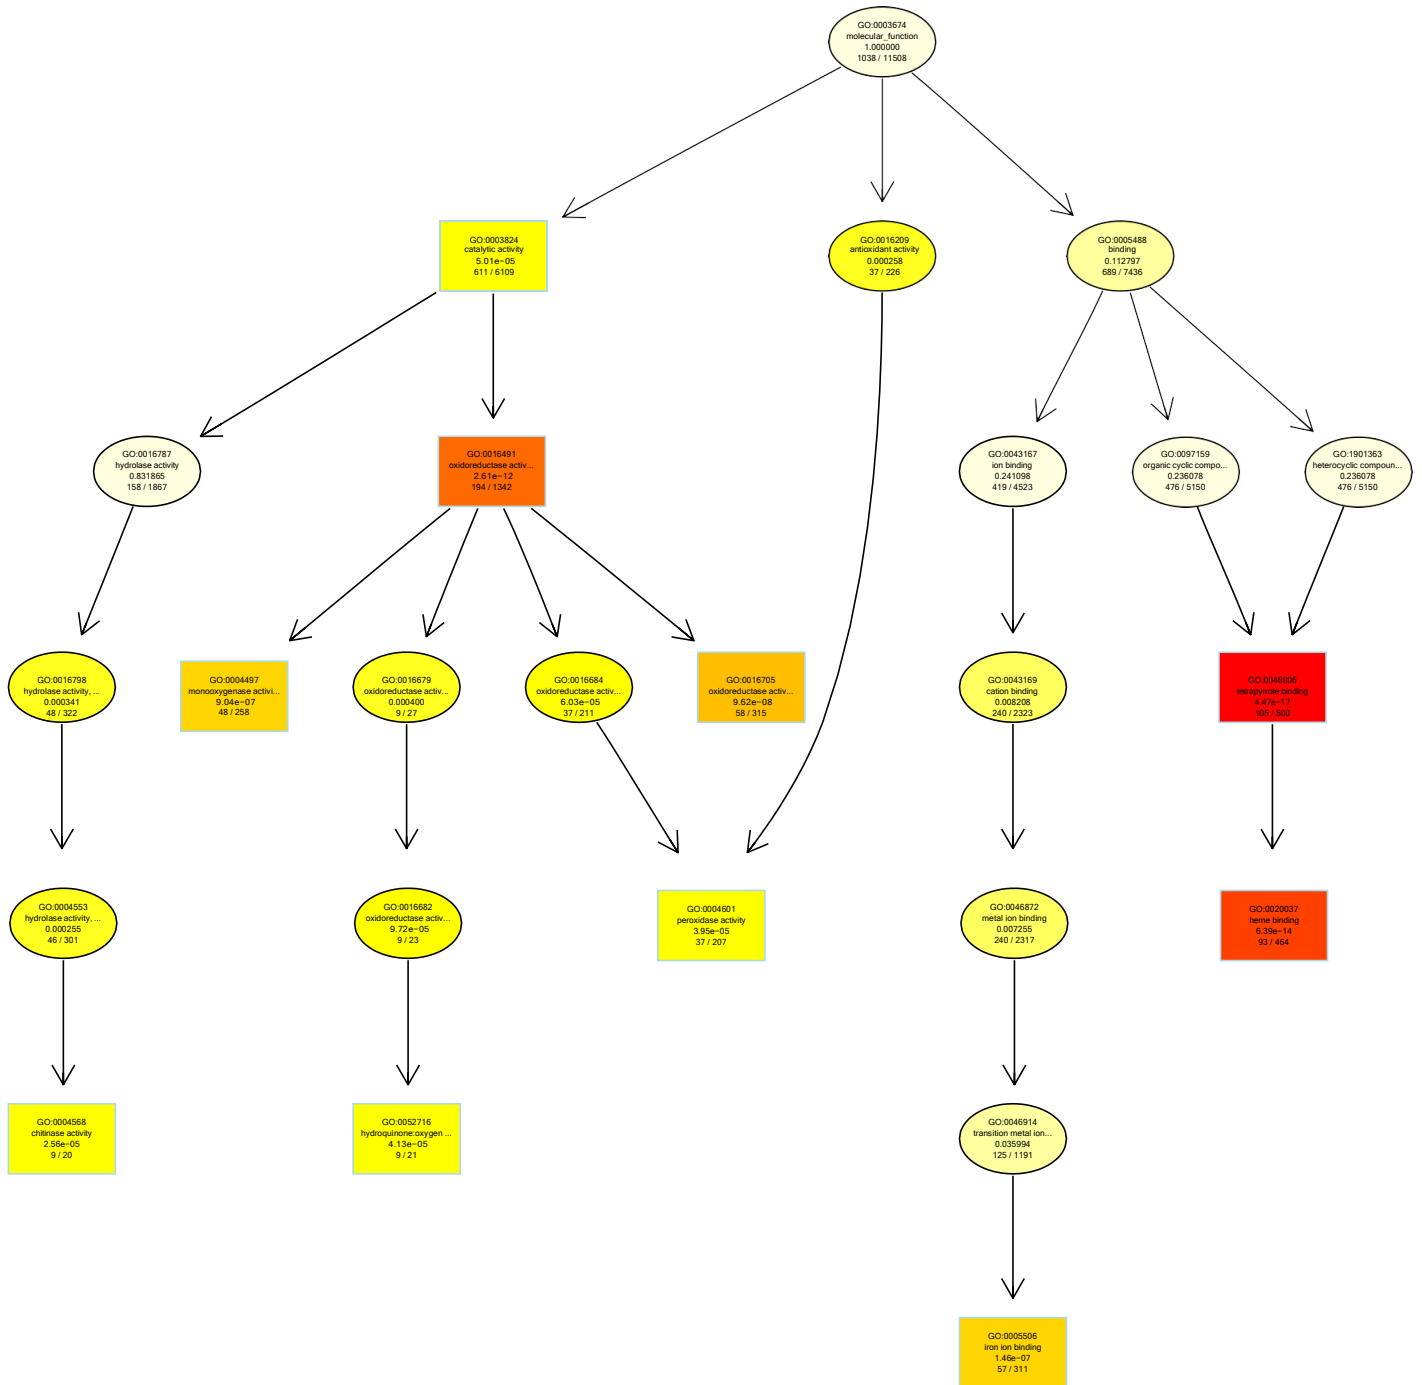 GO:0003674
molecular_function
1.000000
1038 / 11508
GO:0003824
catalytic activity
5.01e−05
611 / 6109
GO:0016209
antioxidant activity
0.000258
37 / 226
GO:0005488
binding
0.112797
689 / 7436
GO:0016787
hydrolase activity
0.831865
158 / 1867
GO:0016491
oxidoreductase activ...
2.61e−12
194 / 1342
GO:0043167
ion binding
0.241098
419 / 4523
GO:0097159
organic cyclic compo...
0.236078
476 / 5150
GO:1901363
heterocyclic compoun...
0.236078
476 / 5150
GO:0016798
hydrolase activity, ...
0.000341
48 / 322
GO:0004497
monooxygenase activi...
9.04e−07
48 / 258
GO:0016679
oxidoreductase activ...
0.000400
9 / 27
GO:0016684
oxidoreductase activ...
6.03e−05
37 / 211
GO:0016705
oxidoreductase activ...
9.62e−08
58 / 315
GO:0043169
cation binding
0.008208
240 / 2323
GO:0046906
tetrapyrrole binding
4.47e−17
105 / 500
GO:0004553
hydrolase activity, ...
0.000255
46 / 301
GO:0016682
oxidoreductase activ...
9.72e−05
9 / 23
GO:0004601
peroxidase activity
3.95e−05
37 / 207
GO:0046872
metal ion binding
0.007255
240 / 2317
GO:0020037
heme binding
6.39e−14
93 / 464
GO:0004568
chitinase activity
2.56e−05
9 / 20
GO:0052716
hydroquinone:oxygen ...
4.13e−05
9 / 21
GO:0046914
transition metal ion...
0.035994
125 / 1191
GO:0005506
iron ion binding
1.46e−07
57 / 311